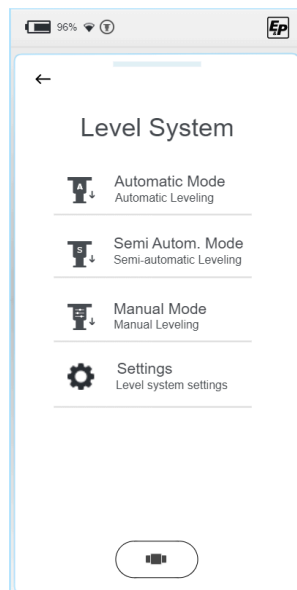 96%
EP
Level System
A
Automatic Mode
Automatic Leveling
S
Semi Autom. Mode
Semi-automatic Leveling
Manual Mode
Manual Leveling
Settings
Level system settings